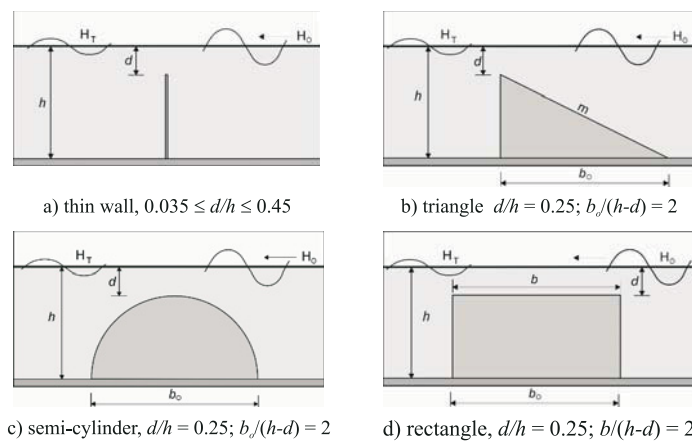 H_T
H_o
d
h
a) thin wall, 0.035 ≤ d/h ≤ 0.45
H_T
H_o
d
h
m
b_o
b) triangle d/h = 0.25; b_o/(h-d) = 2
H_T
H_o
d
h
b_o
c) semi-cylinder, d/h = 0.25; b_o/(h-d) = 2
H_T
H_o
b
d
h
b_o
d) rectangle, d/h = 0.25; b/(h-d) = 2